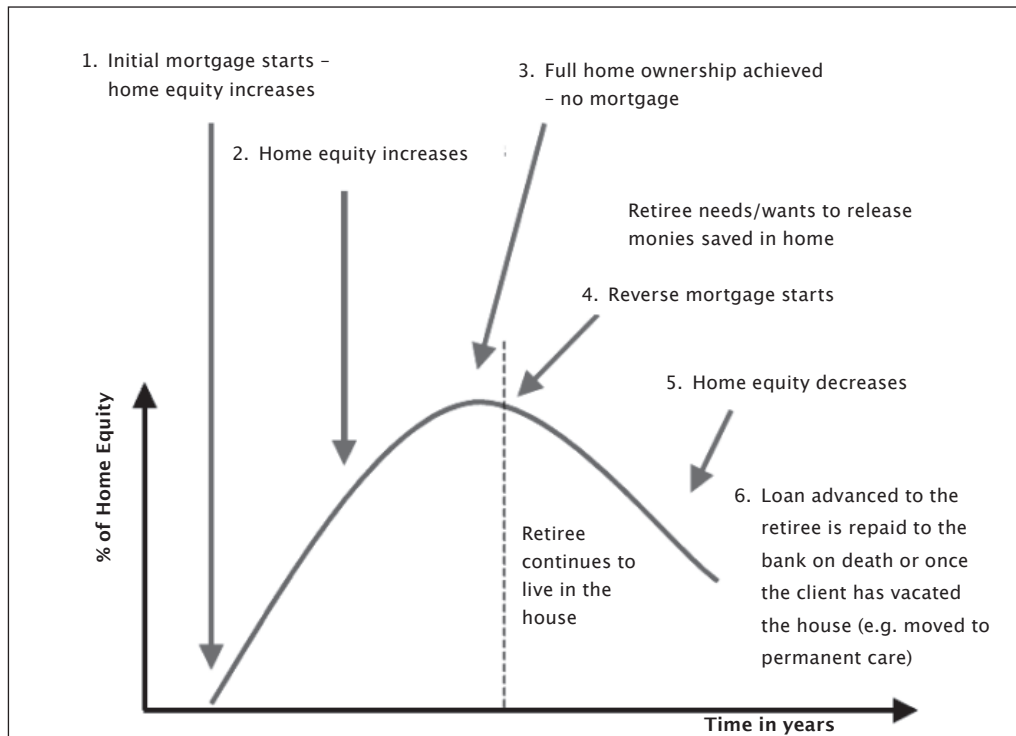 1. Initial mortgage starts –
home equity increases
2. Home equity increases
3. Full home ownership achieved
– no mortgage
Retiree needs/wants to release
monies saved in home
4. Reverse mortgage starts
5. Home equity decreases
6. Loan advanced to the
retiree is repaid to the
bank on death or once
the client has vacated
the house (e.g. moved to
permanent care)
Retiree
continues to
live in the
house
% of Home Equity
Time in years